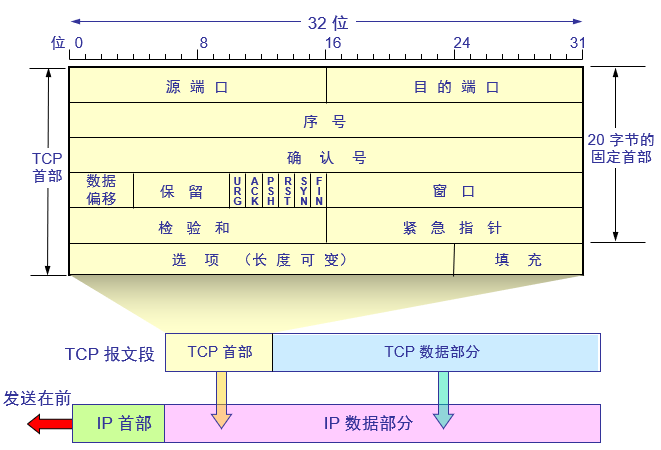 32 位
位 0 8 16 24 31
源 端 口 目 的 端 口
序 号
TCP
首部
20 字节的
固定首部
确 认 号
数据
偏移
保 留
URG
ACK
PSH
RST
SYN
FIN
窗 口
检 验 和 紧 急 指 针
选 项 （长 度 可 变） 填 充
TCP 报文段 TCP 首部 TCP 数据部分
发送在前
IP 首部 IP 数据部分